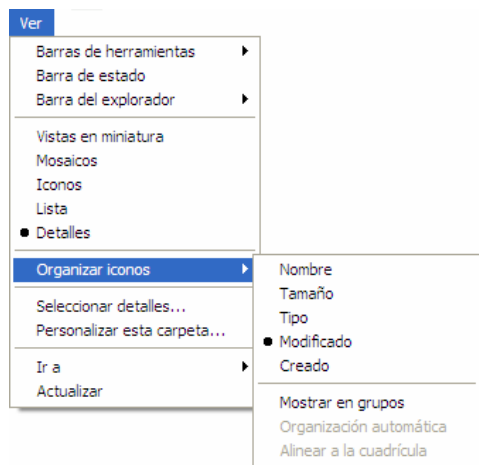 Ver
Barras de herramientas
Barra de estado
Barra del explorador
Vistas en miniatura
Mosaicos
Iconos
Lista
Detalles
Organizar iconos
Seleccionar detalles...
Personalizar esta carpeta...
Ir a
Actualizar
Nombre
Tamaño
Tipo
Modificado
Creado
Mostrar en grupos
Organización automática
Alinear a la cuadrícula